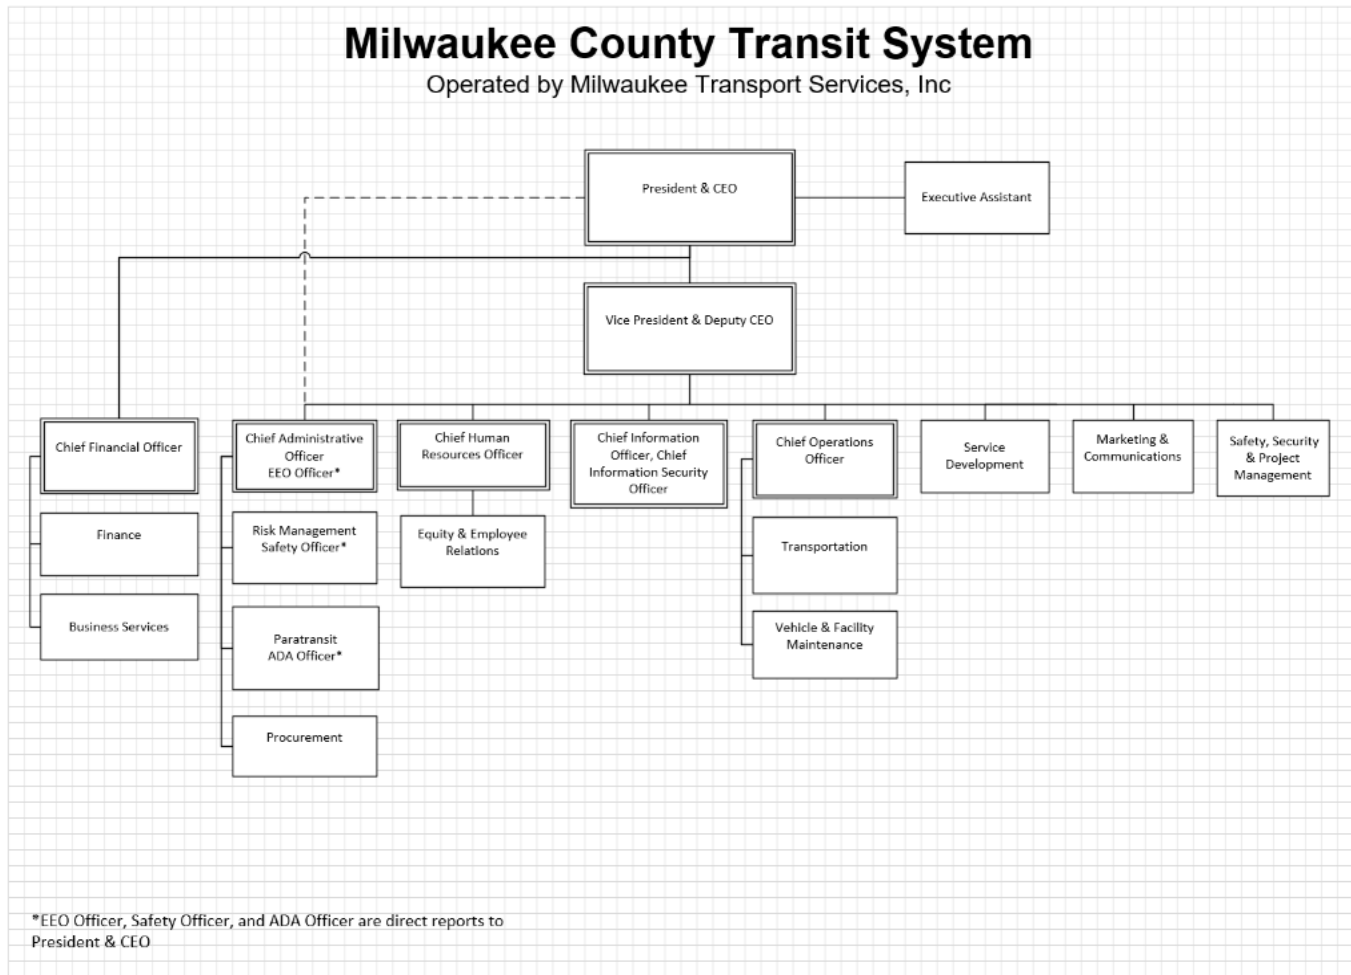 Milwaukee County Transit System
Operated by Milwaukee Transport Services, Inc
President & CEO
Executive Assistant
Vice President & Deputy CEO
Chief Financial Officer
Chief Administrative
Officer
EEO Officer*
Chief Human
Resources Officer
Chief Information
Officer, Chief
Information Security
Officer
Chief Operations
Officer
Service
Development
Marketing &
Communications
Safety, Security
& Project
Management
Finance
Risk Management
Safety Officer*
Equity & Employee
Relations
Transportation
Business Services
Paratransit
ADA Officer*
Vehicle & Facility
Maintenance
Procurement
*EEO Officer, Safety Officer, and ADA Officer are direct reports to
President & CEO